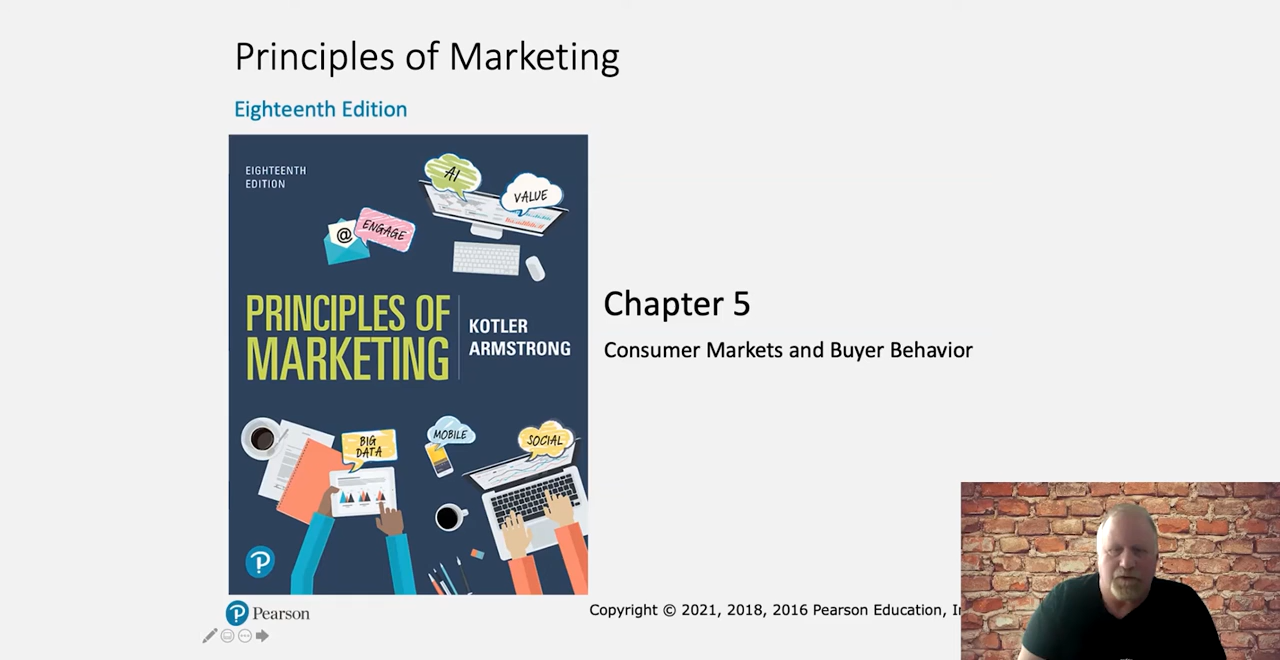 Principles of Marketing
Eighteenth Edition
EIGHTEENTH
EDITION
AI
VALUE
@
ENGAGE
PRINCIPLES OF
MARKETING
KOTLER
ARMSTRONG
Chapter 5
Consumer Markets and Buyer Behavior
BIG
DATA
MOBILE
SOCIAL
P
P Pearson
Copyright © 2021, 2018, 2016 Pearson Education,